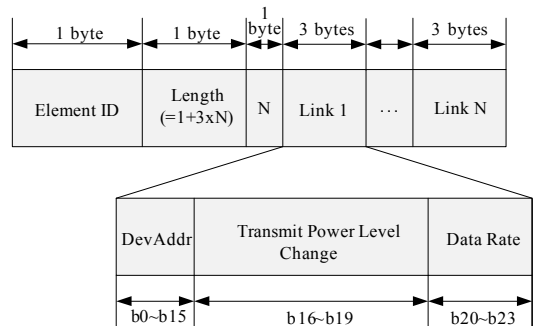 1 byte
1 byte
1
byte
3 bytes
3 bytes
Element ID
Length
(=1+3xN)
N
Link 1
...
Link N
DevAddr
Transmit Power Level
Change
Data Rate
b0~b15
b16~b19
b20~b23